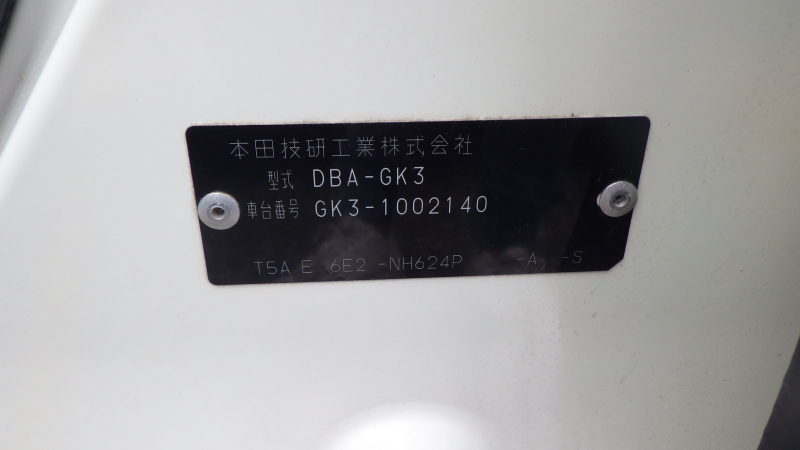 本田技研工業株式会社
型式 DBA-GK3
車台番号 GK3-1002140
T5A E 6E2 -NH624P -A, -S